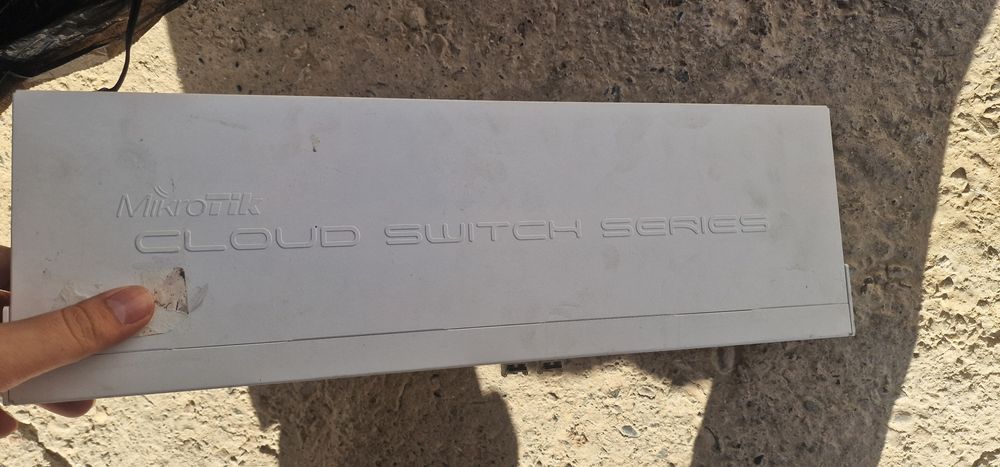 MikroTik
CLOUD SWITCH SERIES